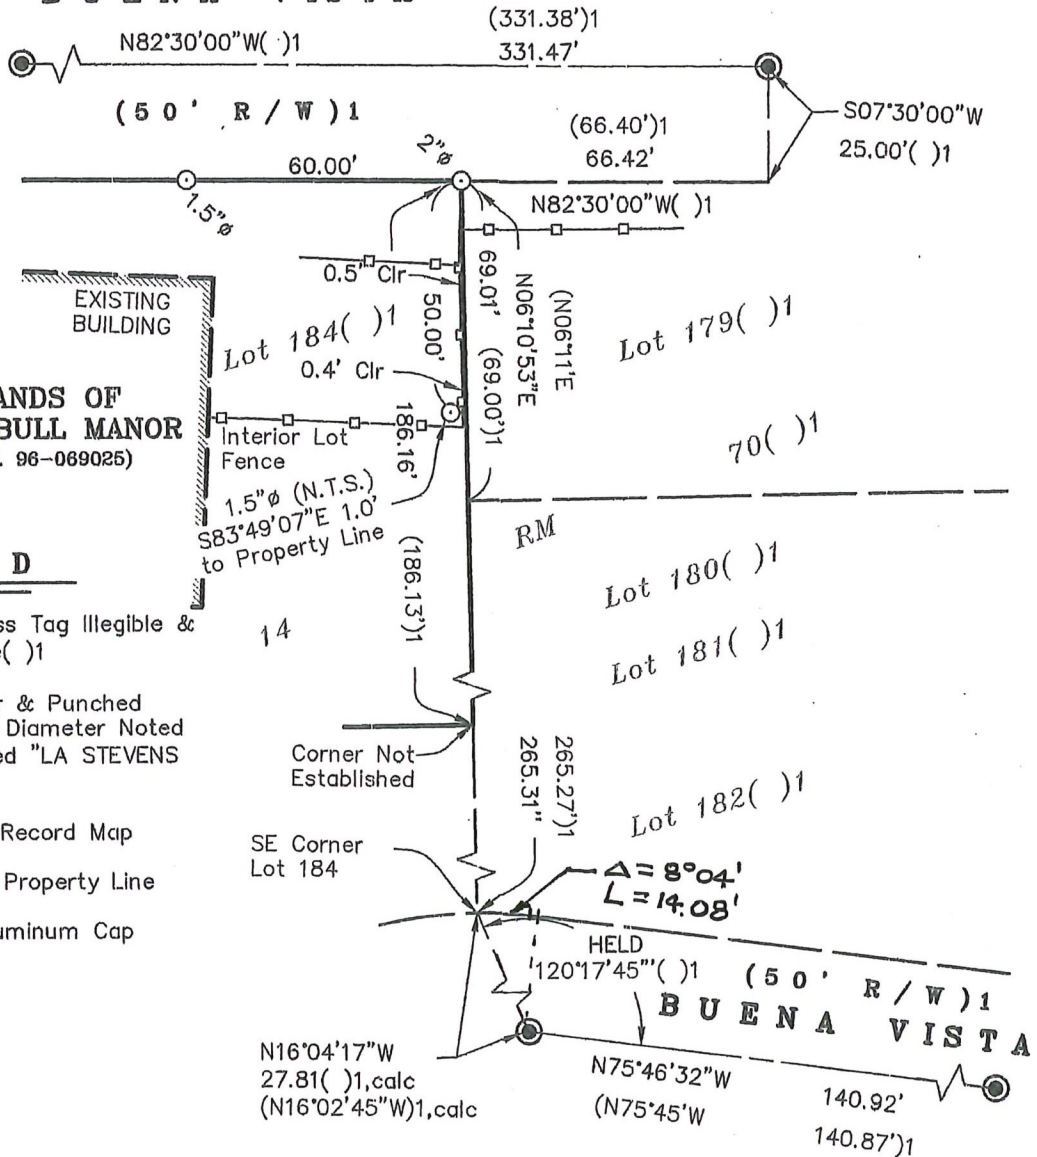 (331.38')1
N82°30'00"W( )1
331.47'
(50' R/W)1
S07°30'00"W
25.00'( )1
(66.40')1
66.42'
2"ø
60.00'
1.5"ø
N82°30'00"W( )1
0.5' Clr
EXISTING
BUILDING
Lot 184( )1
50.00'
69.01' (69.00')1
N06°10'53"E
(N06°11'E
Lot 179( )1
0.4' Clr
ANDS OF
BULL MANOR
. 96-069025)
Interior Lot
Fence
186.16'
(186.13')1
70( )1
1.5"ø (N.T.S.)
S83°49'07"E 1.0'
to Property Line
RM
D
Lot 180( )1
ss Tag Illegible &
( )1
14
Lot 181( )1
r & Punched
Diameter Noted
ed "LA STEVENS
Corner Not
Established
265.27')1
265.31"
Lot 182( )1
Record Map
SE Corner
Lot 184
Property Line
Δ = 8°04'
L = 14.08'
uminum Cap
HELD
120°17'45"'( )1
(50' R/W)1
BUENA VISTA
N16°04'17"W
27.81( )1,calc
(N16°02'45"W)1,calc
N75°46'32"W
(N75°45'W
140.92'
140.87')1